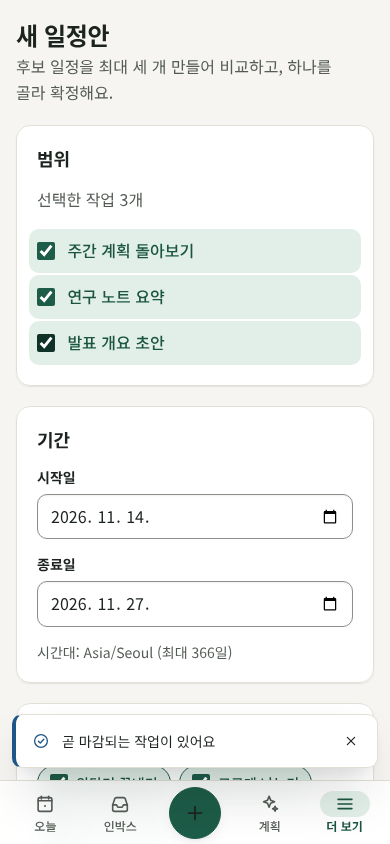 새 일정안
후보 일정을 최대 세 개 만들어 비교하고, 하나를
골라 확정해요.
범위
선택한 작업 3개
주간 계획 돌아보기
연구 노트 요약
발표 개요 초안
기간
시작일
2026. 11. 14.
종료일
2026. 11. 27.
시간대: Asia/Seoul (최대 366일)
곧 마감되는 작업이 있어요
오늘
인박스
계획
더 보기